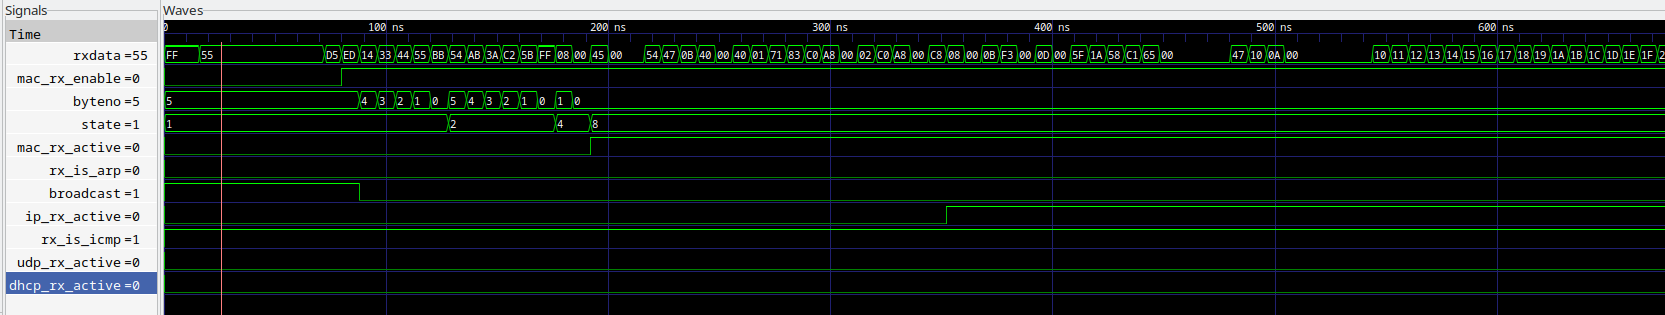 Signals Waves
Time 0 100 ns 200 ns 300 ns 400 ns 500 ns 600 ns
rxdata =55 FF 55 D5 ED 14 33 44 55 BB 54 AB 3A C2 5B FF 08 00 45 00 54 47 0B 40 00 40 01 71 83 C0 A8 00 02 C0 A8 00 C8 08 00 0B F3 00 0D 00 5F 1A 58 C1 65 00 47 10 0A 00 10 11 12 13 14 15 16 17 18 19 1A 1B 1C 1D 1E 1F 2
mac_rx_enable =0
byteno =5 5 4 3 2 1 0 5 4 3 2 1 0 1 0
state =1 1 2 4 8
mac_rx_active =0
rx_is_arp =0
broadcast =1
ip_rx_active =0
rx_is_icmp =1
udp_rx_active =0
dhcp_rx_active =0